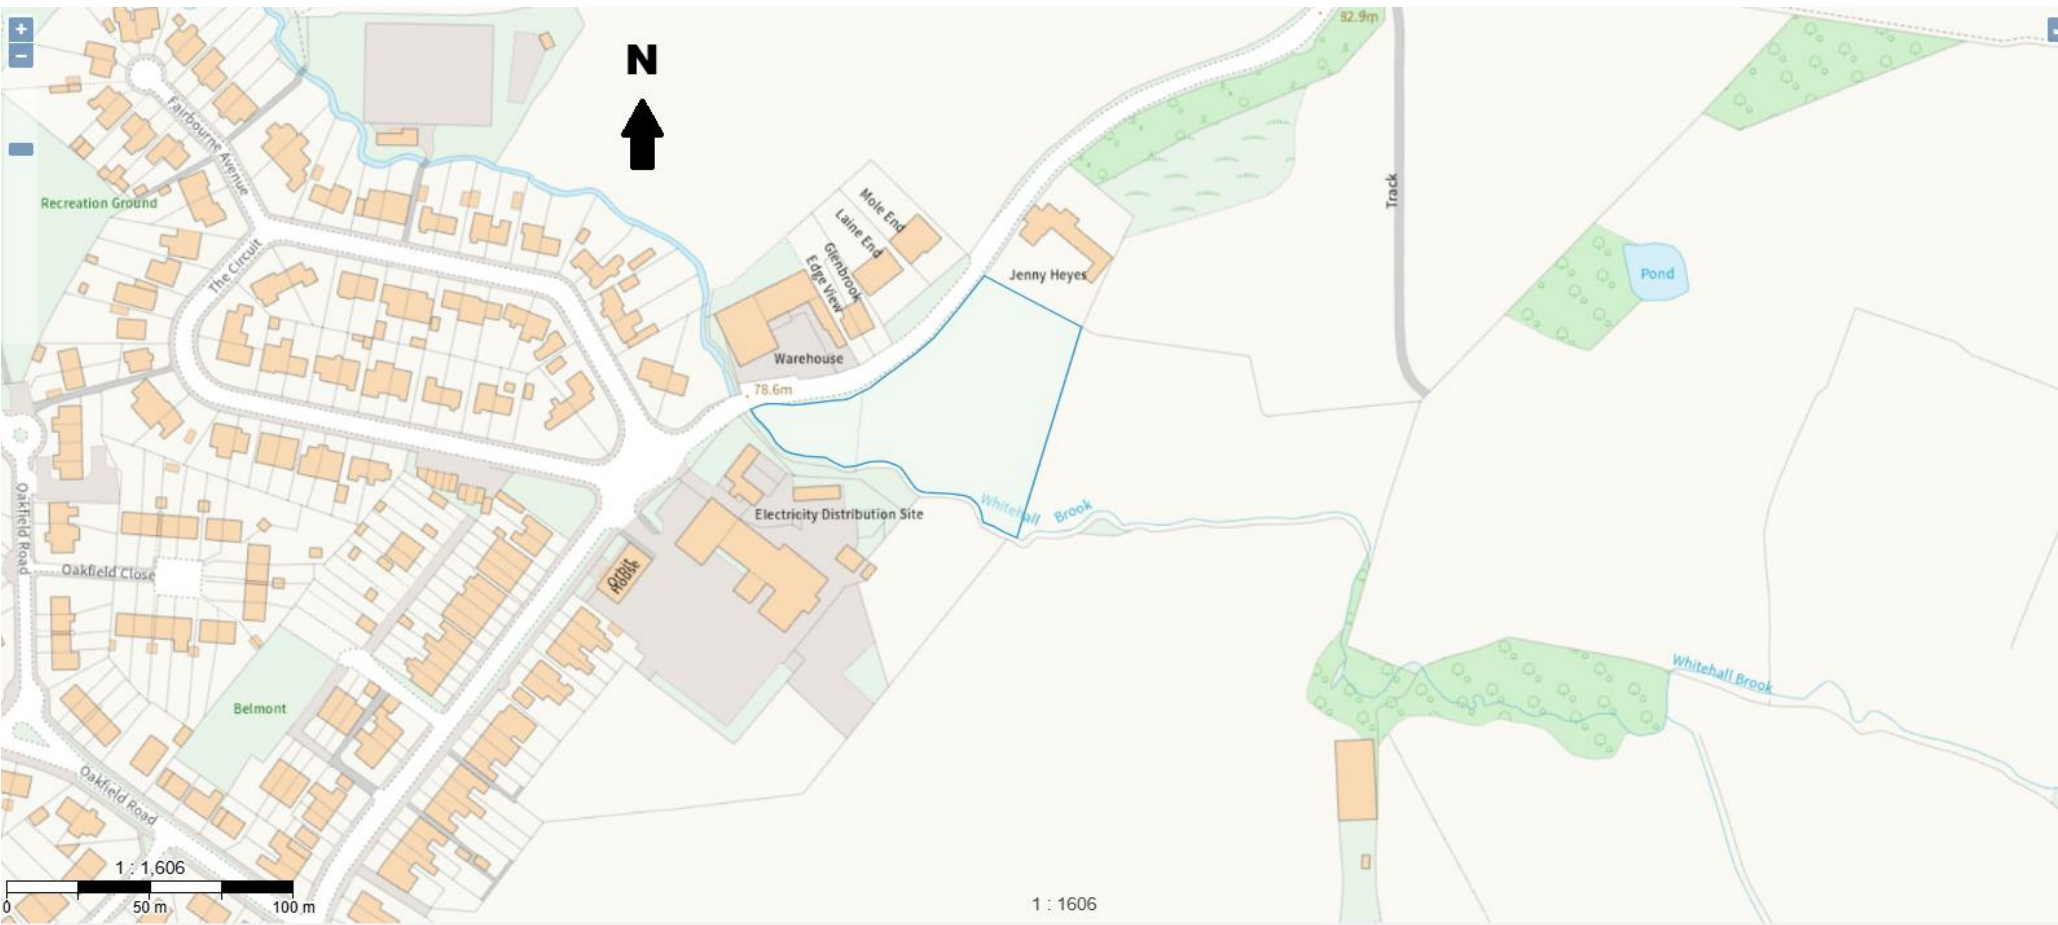 +
−
82.9m
N
Fairbourne Avenue
Recreation Ground
Track
Mole End
Laine End
Glenbrook
Edge View
The Circuit
Jenny Heyes
Pond
Warehouse
78.6m
Oakfield Road
Whitehall Brook
Electricity Distribution Site
Oakfield Close
Orbit
House
Whitehall Brook
Belmont
Oakfield Road
1 : 1,606
0 50 m 100 m
1 : 1606